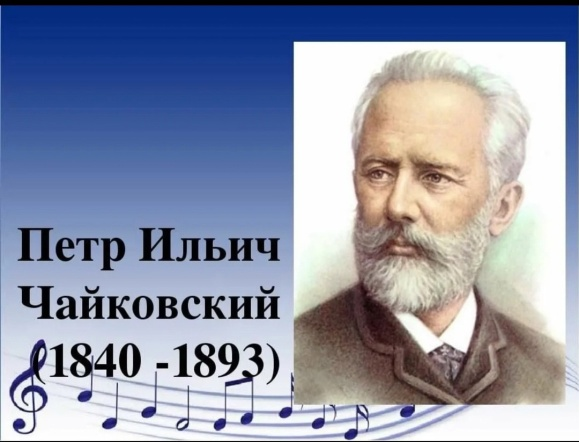 Петр Ильич
Чайковский
(1840 -1893)